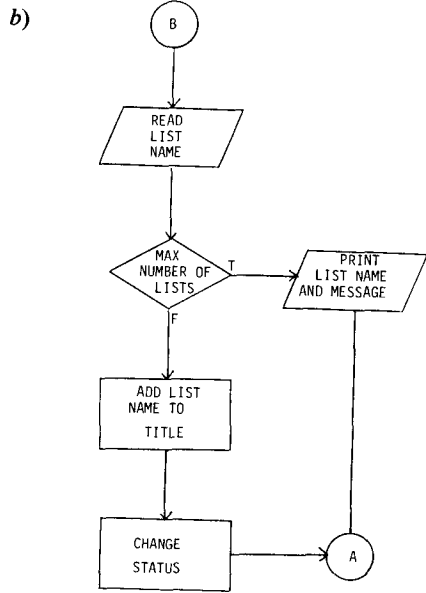 b)
B
READ
LIST
NAME
MAX
NUMBER OF
LISTS
T
F
PRINT
LIST NAME
AND MESSAGE
ADD LIST
NAME TO
TITLE
CHANGE
STATUS
A